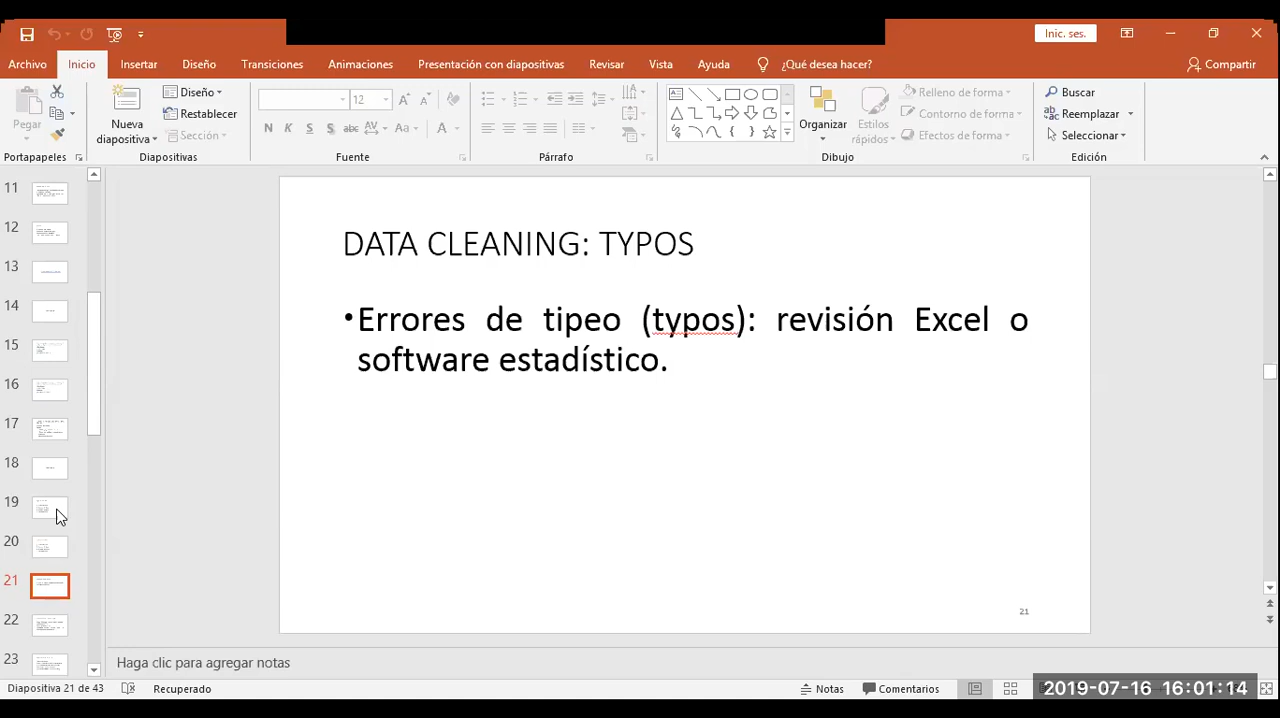 Inic. ses.
Archivo Inicio Insertar Diseño Transiciones Animaciones Presentación con diapositivas Revisar Vista Ayuda ¿Qué desea hacer? Compartir
Pegar
Nueva diapositiva
Diseño
Restablecer
Sección
12
N K S S abc AV Aa A
Organizar
Estilos rápidos
Relleno de forma
Contorno de forma
Efectos de forma
Buscar
Reemplazar
Seleccionar
Portapapeles Diapositivas Fuente Párrafo Dibujo Edición
11
12
13
14
15
16
17
18
19
20
21
22
23
DATA CLEANING: TYPOS
•Errores de tipeo (typos): revisión Excel o
software estadístico.
21
Haga clic para agregar notas
Diapositiva 21 de 43 Recuperado Notas Comentarios 2019-07-16 16:01:14